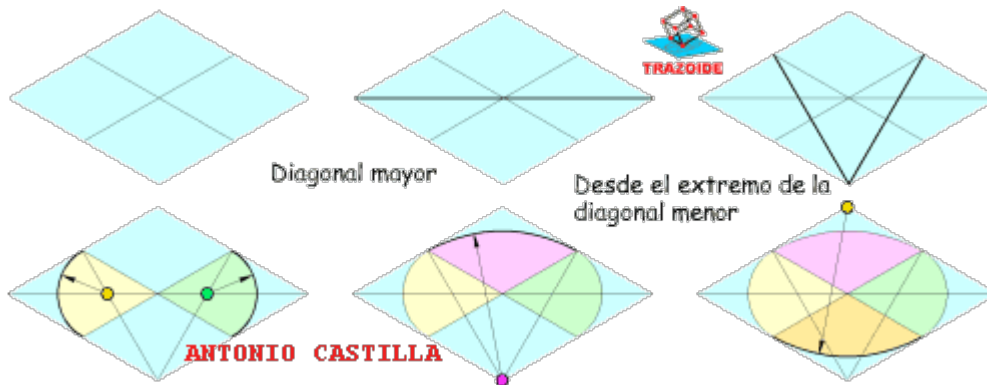 TRAZOIDE
Diagonal mayor
Desde el extremo de la
diagonal menor
ANTONIO CASTILLA